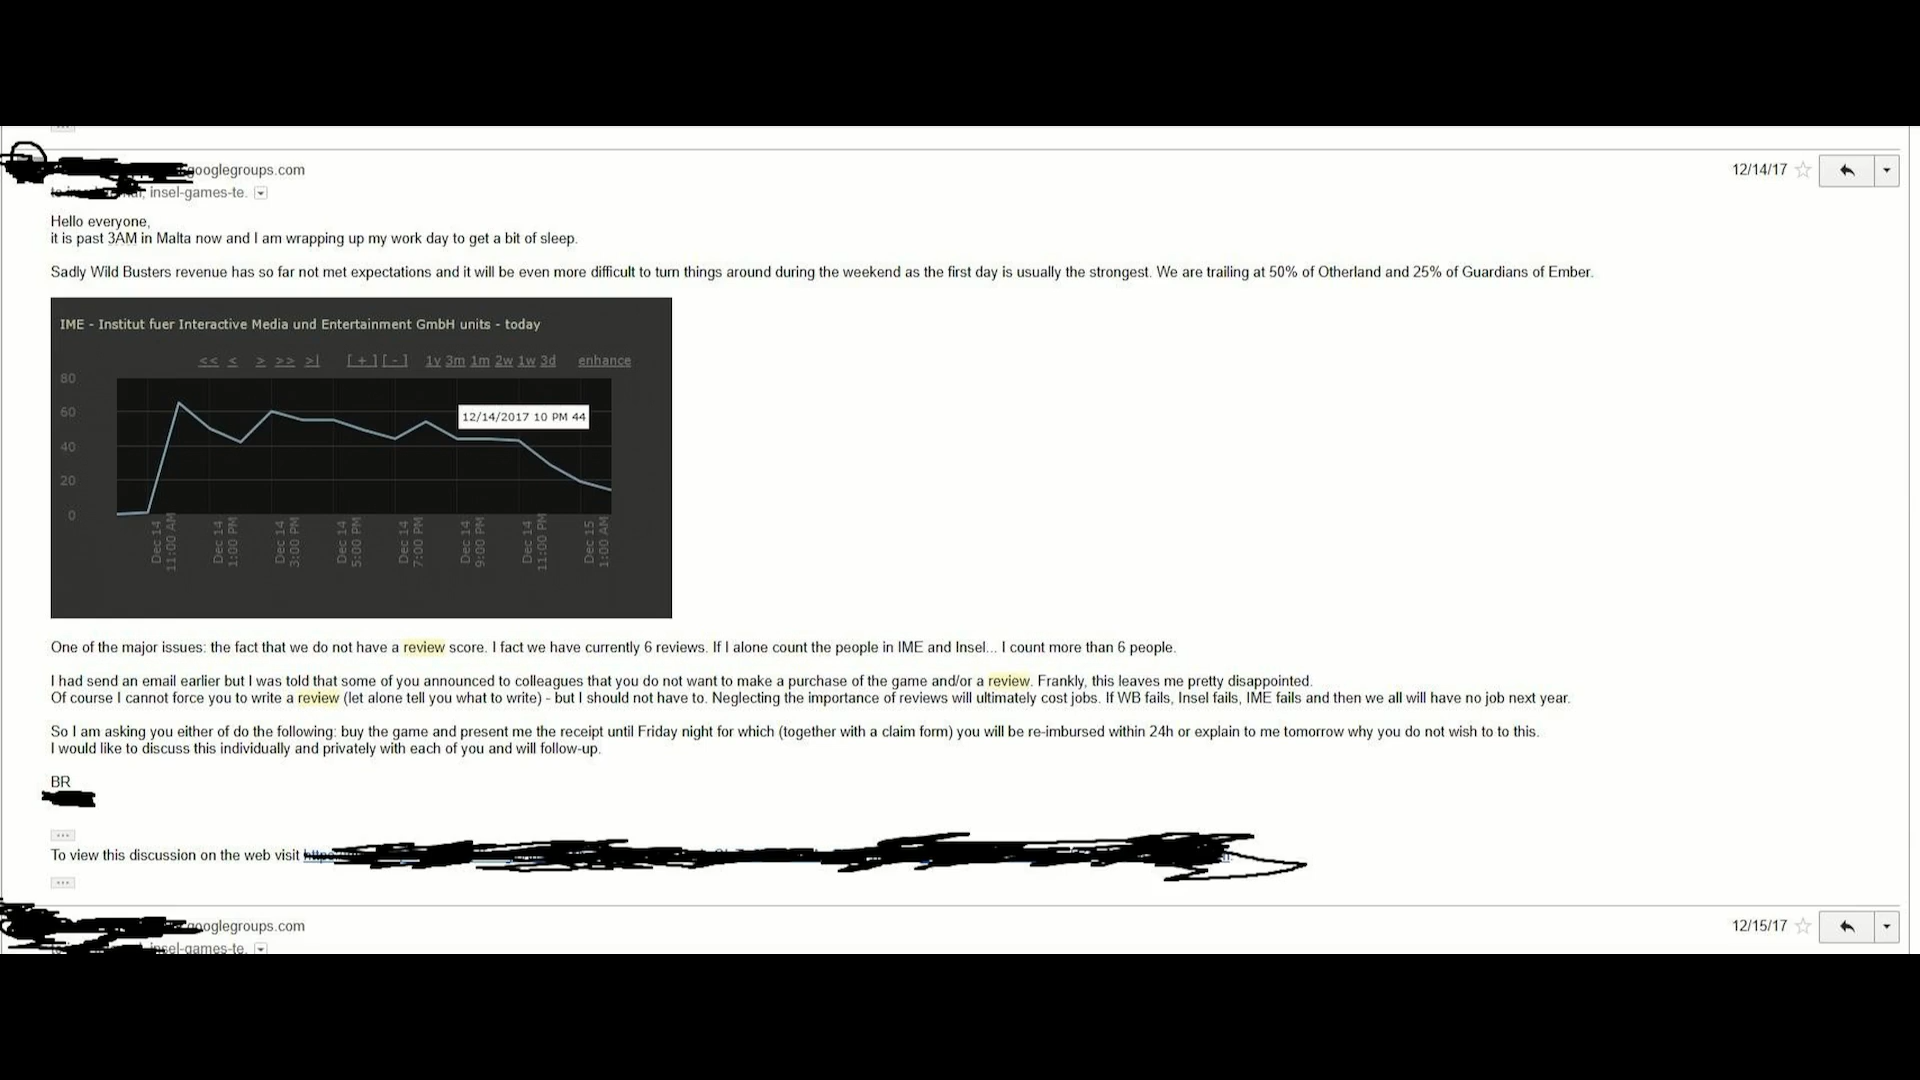 googlegroups.com
12/14/17
insel-games-te.
Hello everyone,
it is past 3AM in Malta now and I am wrapping up my work day to get a bit of sleep.
Sadly Wild Busters revenue has so far not met expectations and it will be even more difficult to turn things around during the weekend as the first day is usually the strongest. We are trailing at 50% of Otherland and 25% of Guardians of Ember.
IME - Institut fuer Interactive Media und Entertainment GmbH units - today
<< < > >> >| [ + ] [ - ] 1y 3m 1m 2w 1w 3d enhance
80
60
40
20
0
12/14/2017 10 PM 44
Dec 14 11:00 AM
Dec 14 1:00 PM
Dec 14 3:00 PM
Dec 14 5:00 PM
Dec 14 7:00 PM
Dec 14 9:00 PM
Dec 14 11:00 PM
Dec 15 1:00 AM
One of the major issues: the fact that we do not have a review score. I fact we have currently 6 reviews. If I alone count the people in IME and Insel... I count more than 6 people.
I had send an email earlier but I was told that some of you announced to colleagues that you do not want to make a purchase of the game and/or a review. Frankly, this leaves me pretty disappointed.
Of course I cannot force you to write a review (let alone tell you what to write) - but I should not have to. Neglecting the importance of reviews will ultimately cost jobs. If WB fails, Insel fails, IME fails and then we all will have no job next year.
So I am asking you either of do the following: buy the game and present me the receipt until Friday night for which (together with a claim form) you will be re-imbursed within 24h or explain to me tomorrow why you do not wish to to this.
I would like to discuss this individually and privately with each of you and will follow-up.
BR
To view this discussion on the web visit
googlegroups.com
12/15/17
insel-games-te.